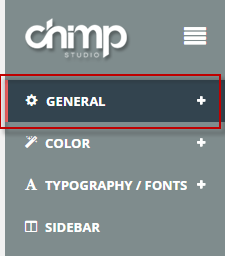 chimp
STUDIO
GENERAL
COLOR
TYPOGRAPHY / FONTS
SIDEBAR